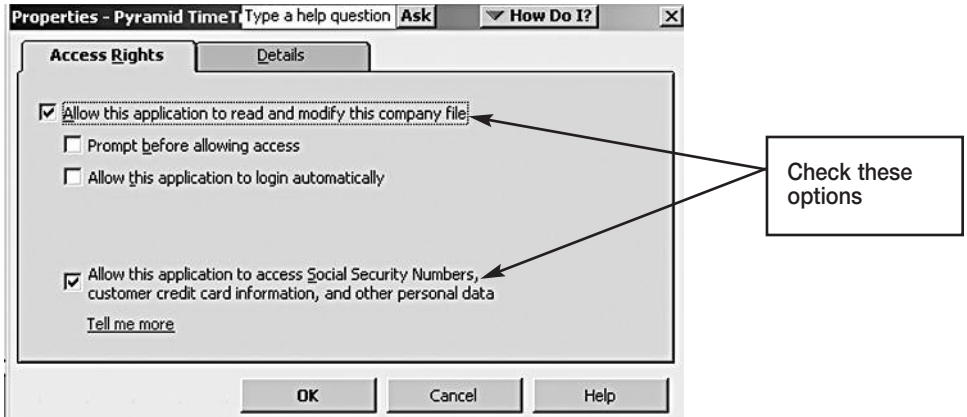 Properties - Pyramid TimeT Type a help question Ask How Do I?
Access Rights Details
Allow this application to read and modify this company file
Prompt before allowing access
Allow this application to login automatically
Check these
options
Allow this application to access Social Security Numbers,
customer credit card information, and other personal data
Tell me more
OK Cancel Help